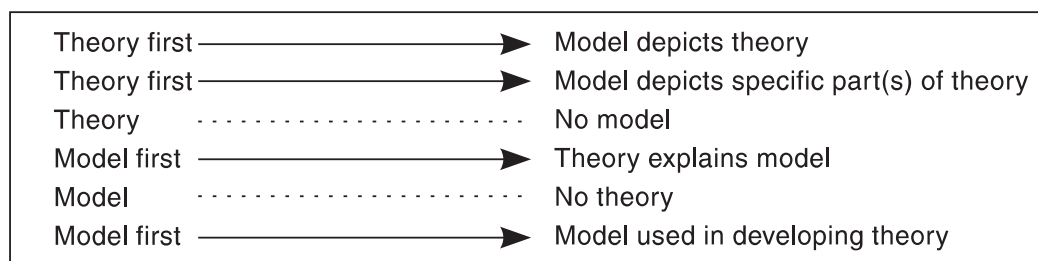 Theory first Model depicts theory
Theory first Model depicts specific part(s) of theory
Theory No model
Model first Theory explains model
Model No theory
Model first Model used in developing theory